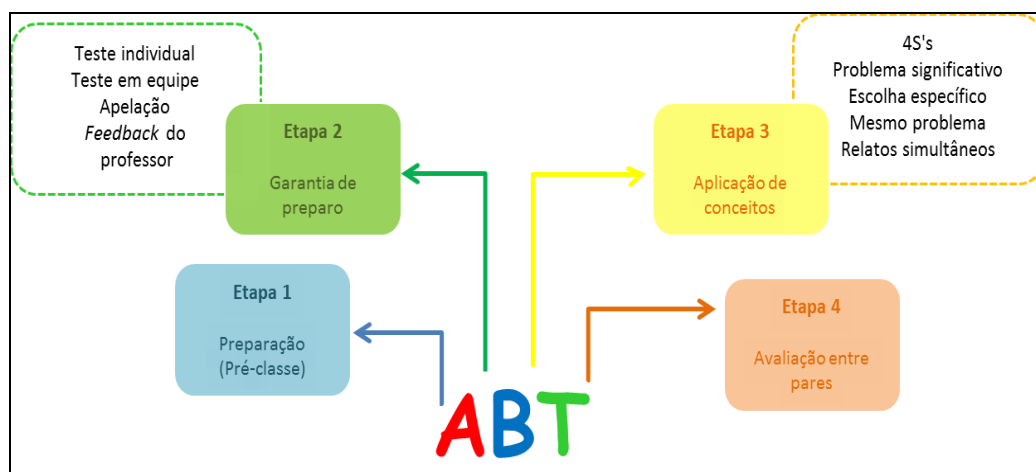 Teste individual
Teste em equipe
Apelação
Feedback do
professor
Etapa 2
Garantia de
preparo
Etapa 1
Preparação
(Pré-classe)
4S's
Problema significativo
Escolha específico
Mesmo problema
Relatos simultâneos
Etapa 3
Aplicação de
conceitos
Etapa 4
Avaliação entre
pares
ABT